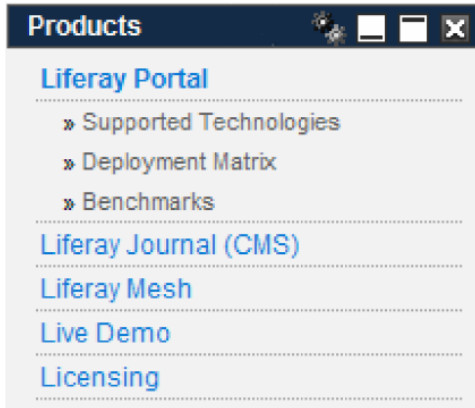 Products
Liferay Portal
» Supported Technologies
» Deployment Matrix
» Benchmarks
Liferay Journal (CMS)
Liferay Mesh
Live Demo
Licensing